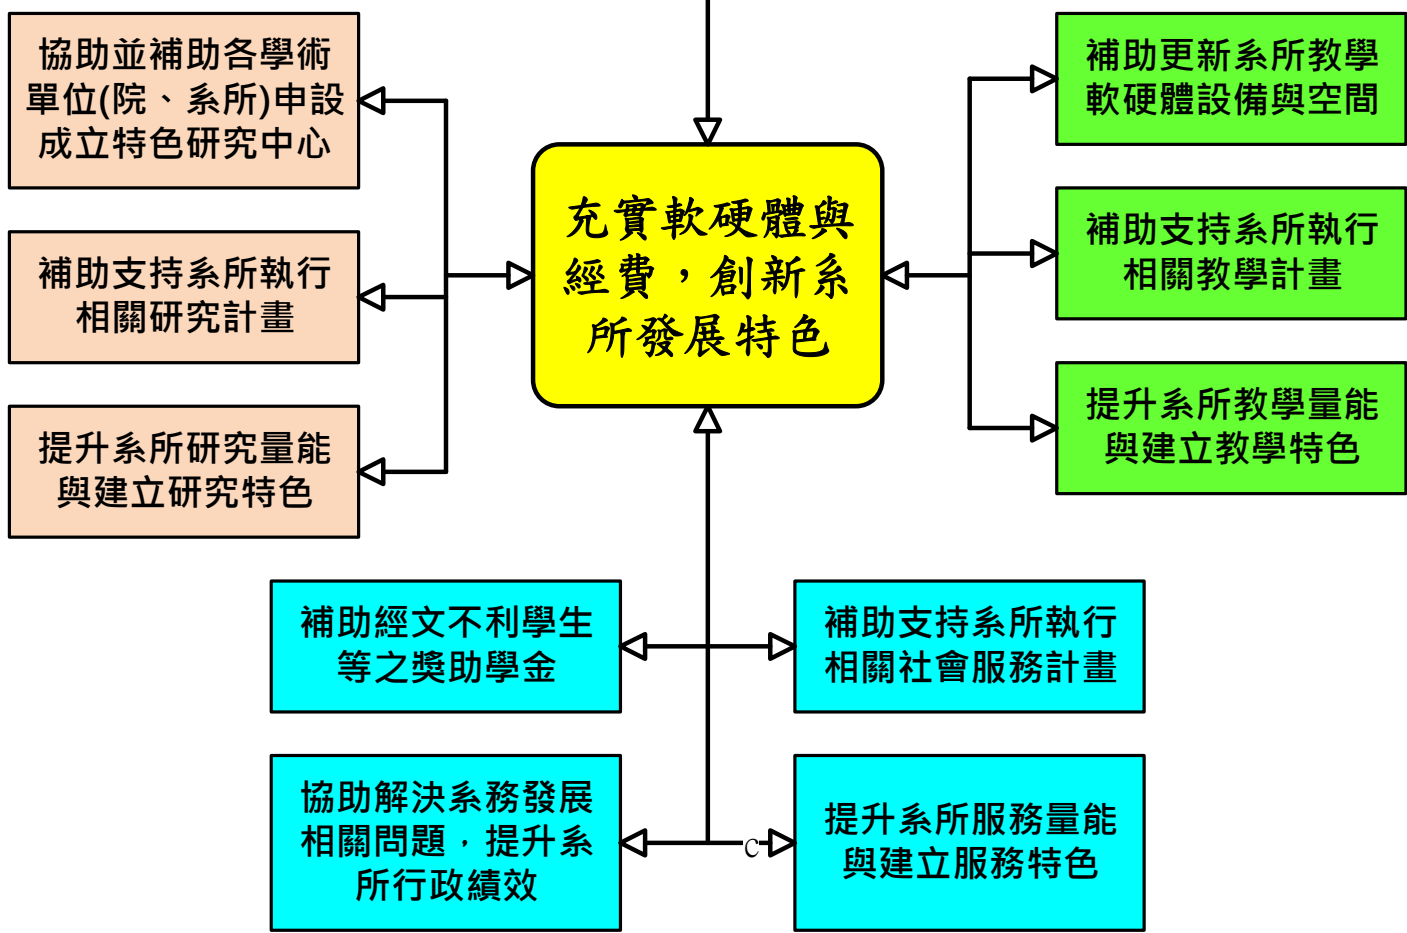 協助並補助各學術
單位(院、系所)申設
成立特色研究中心
補助支持系所執行
相關研究計畫
提升系所研究量能
與建立研究特色
充實軟硬體與
經費，創新系
所發展特色
補助更新系所教學
軟硬體設備與空間
補助支持系所執行
相關教學計畫
提升系所教學量能
與建立教學特色
補助經文不利學生
等之獎助學金
補助支持系所執行
相關社會服務計畫
協助解決系務發展
相關問題，提升系
所行政績效
C
提升系所服務量能
與建立服務特色